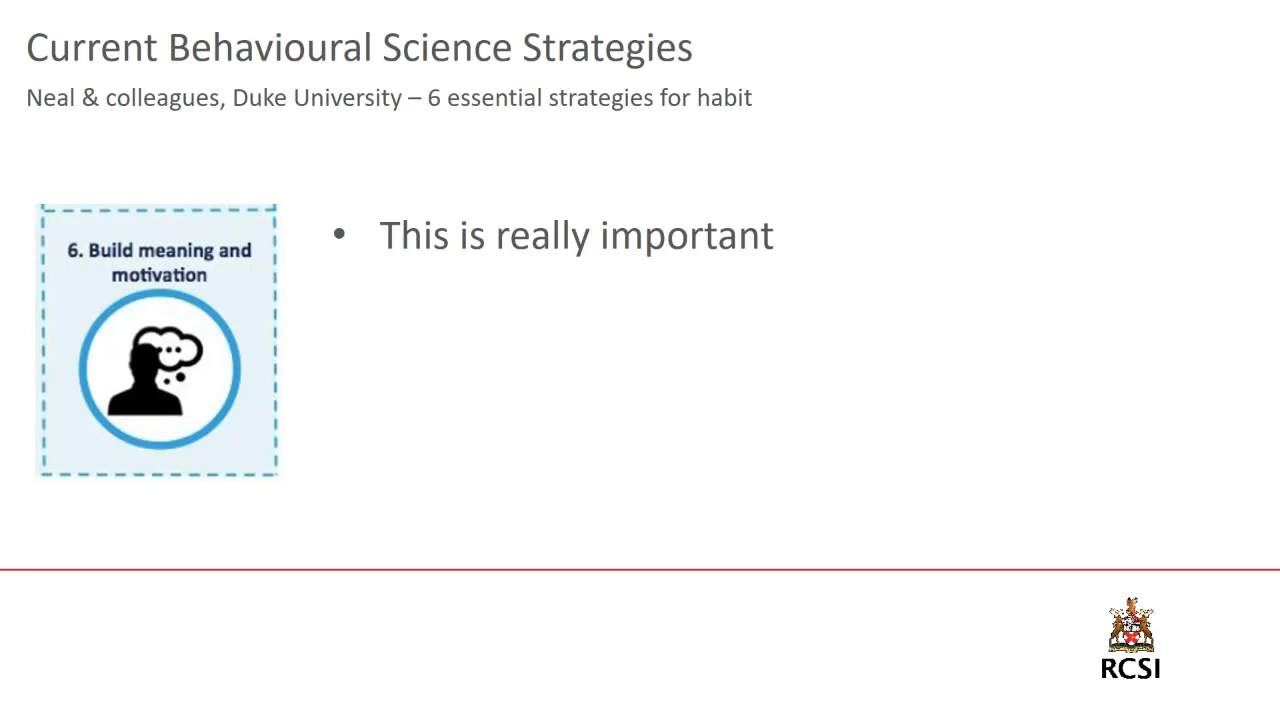 Current Behavioural Science Strategies
Neal & colleagues, Duke University – 6 essential strategies for habit
6. Build meaning and
motivation
• This is really important
RCSI